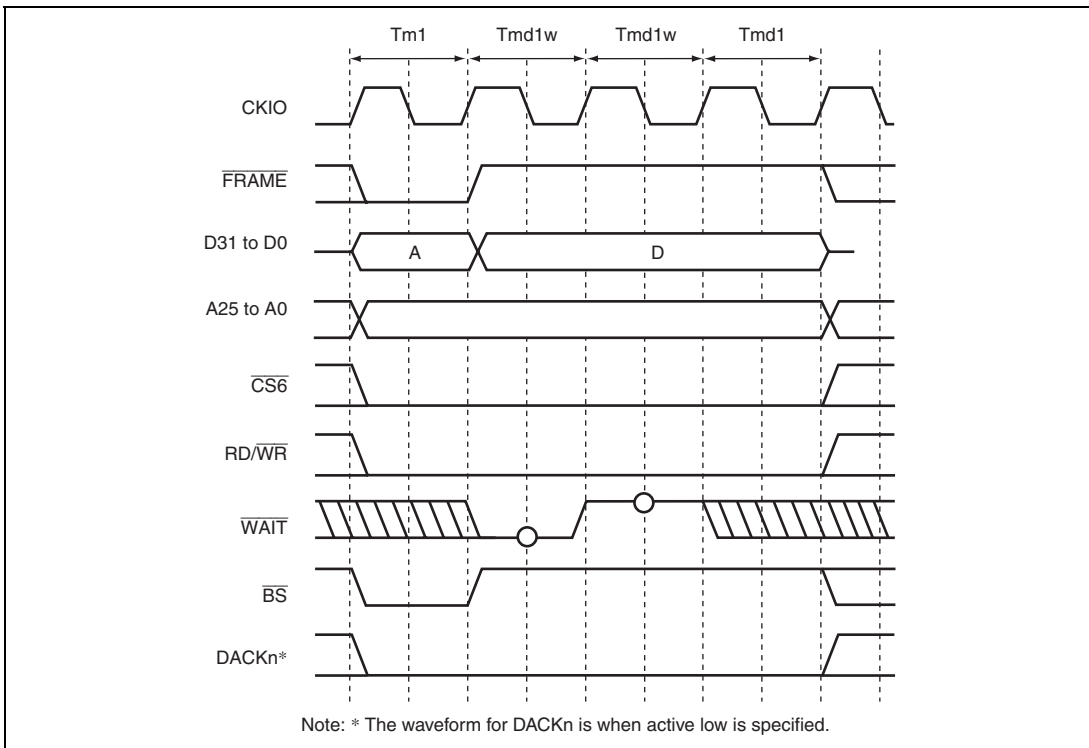 Tm1 Tmd1w Tmd1w Tmd1
CKIO
FRAME
D31 to D0 A D
A25 to A0
CS6
RD/WR
WAIT
BS
DACKn*
Note: * The waveform for DACKn is when active low is specified.